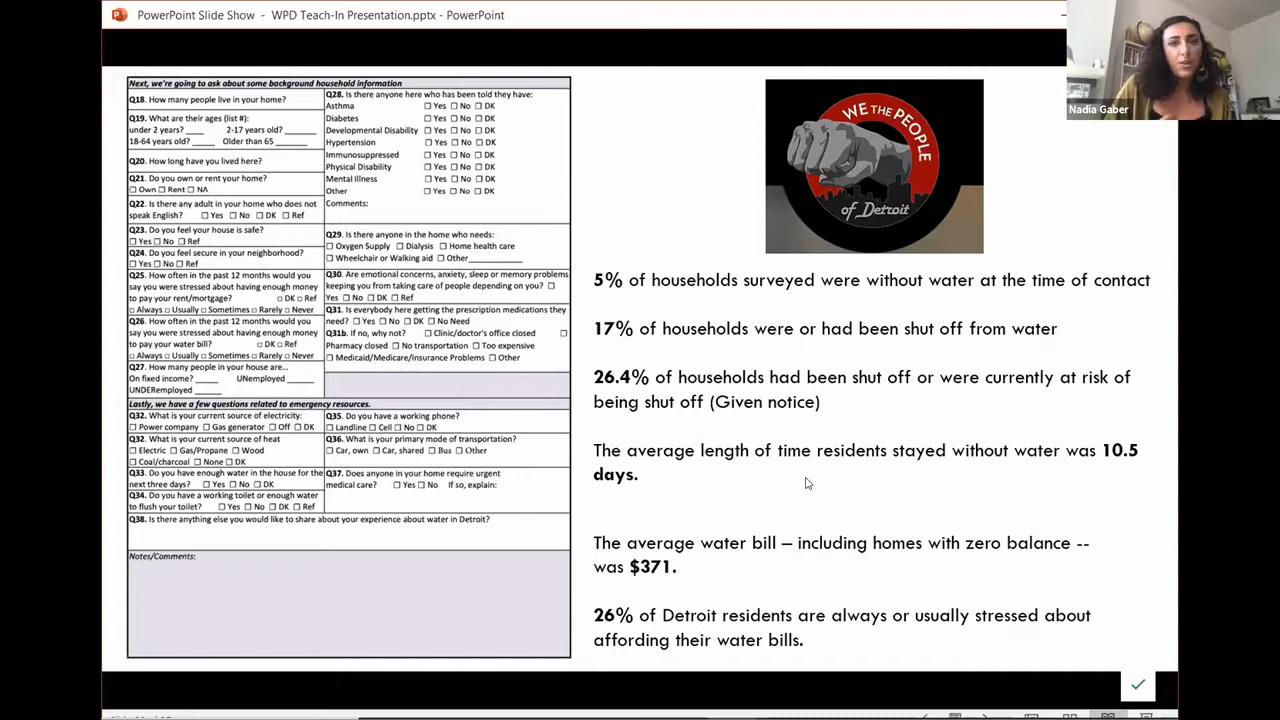 PowerPoint Slide Show - WPD Teach-In Presentation.pptx - PowerPoint
Nadia Gaber
Next, we're going to ask about some background household information
Q18. How many people live in your home?
Q19. What are their ages (list #):
under 2 years? ____ 2-17 years old? _______
18-64 years old? _____ Older than 65 _______
Q20. How long have you lived here?
Q21. Do you own or rent your home?
☐ Own ☐ Rent ☐ NA
Q22. Is there any adult in your home who does not
speak English? ☐ Yes ☐ No ☐ DK ☐ Ref
Q23. Do you feel your house is safe?
☐ Yes ☐ No ☐ Ref
Q24. Do you feel secure in your neighborhood?
☐ Yes ☐ No ☐ Ref
Q25. How often in the past 12 months would you
say you were stressed about having enough money
to pay your rent/mortgage? ☐ DK ☐ Ref
☐ Always ☐ Usually ☐ Sometimes ☐ Rarely ☐ Never
Q26. How often in the past 12 months would you
say you were stressed about having enough money
to pay your water bill? ☐ DK ☐ Ref
☐ Always ☐ Usually ☐ Sometimes ☐ Rarely ☐ Never
Q27. How many people in your house are...
On fixed income? _____ UNemployed ______
UNDERemployed _____
Q28. Is there anyone here who has been told they have:
Asthma ☐ Yes ☐ No ☐ DK
Diabetes ☐ Yes ☐ No ☐ DK
Developmental Disability ☐ Yes ☐ No ☐ DK
Hypertension ☐ Yes ☐ No ☐ DK
Immunosuppressed ☐ Yes ☐ No ☐ DK
Physical Disability ☐ Yes ☐ No ☐ DK
Mental Illness ☐ Yes ☐ No ☐ DK
Other ☐ Yes ☐ No ☐ DK
Comments:
Q29. Is there anyone in the home who needs:
☐ Oxygen Supply ☐ Dialysis ☐ Home health care
☐ Wheelchair or Walking aid ☐ Other____________
Q30. Are emotional concerns, anxiety, sleep or memory problems
keeping you from taking care of people depending on you? ☐
Yes ☐ No ☐ DK ☐ Ref
Q31. Is everybody here getting the prescription medications they
need? ☐ Yes ☐ No ☐ DK ☐ No Need
Q31b. If no, why not? ☐ Clinic/doctor's office closed ☐
Pharmacy closed ☐ No transportation ☐ Too expensive
☐ Medicaid/Medicare/Insurance Problems ☐ Other
Lastly, we have a few questions related to emergency resources.
Q32. What is your current source of electricity:
☐ Power company ☐ Gas generator ☐ Off ☐ DK
Q32. What is your current source of heat
☐ Electric ☐ Gas/Propane ☐ Wood
☐ Coal/charcoal ☐ None ☐ DK
Q33. Do you have enough water in the house for the
next three days? ☐ Yes ☐ No ☐ DK
Q34. Do you have a working toilet or enough water
to flush your toilet? ☐ Yes ☐ No ☐ DK ☐ Ref
Q35. Do you have a working phone?
☐ Landline ☐ Cell ☐ No ☐ DK
Q36. What is your primary mode of transportation?
☐ Car, own ☐ Car, shared ☐ Bus ☐ Other
Q37. Does anyone in your home require urgent
medical care? ☐ Yes ☐ No If so, explain:
Q38. Is there anything else you would like to share about your experience about water in Detroit?
Notes/Comments:
WE THE PEOPLE
of Detroit
5% of households surveyed were without water at the time of contact
17% of households were or had been shut off from water
26.4% of households had been shut off or were currently at risk of
being shut off (Given notice)
The average length of time residents stayed without water was 10.5
days.
The average water bill – including homes with zero balance --
was $371.
26% of Detroit residents are always or usually stressed about
affording their water bills.